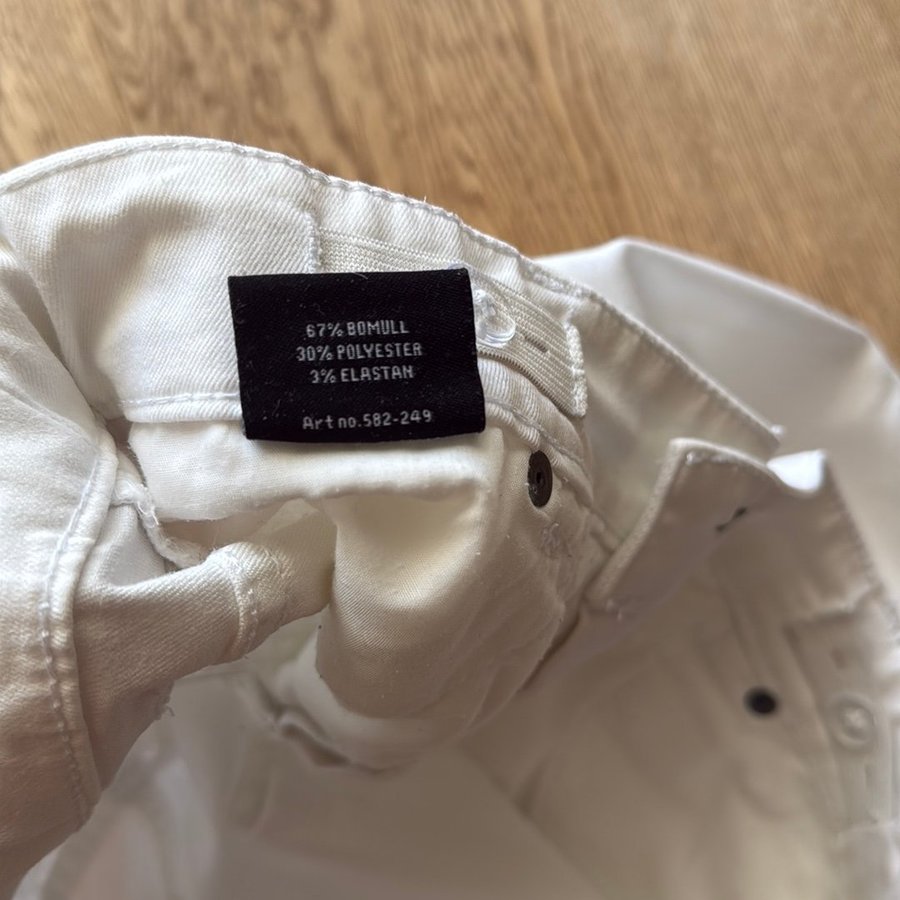 67% BOMULL
30% POLYESTER
3% ELASTAN
Art no.582-249